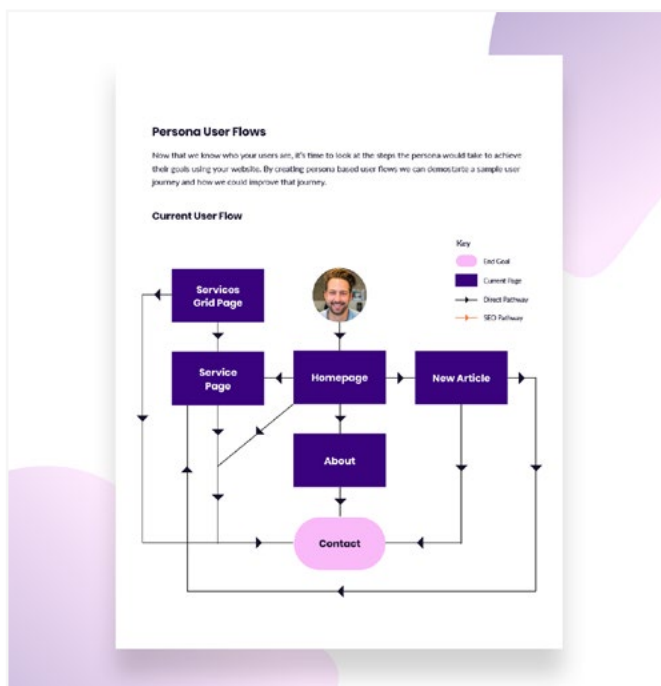 Persona User Flows
Now that we know who your users are, it's time to look at the steps the persona would take to achieve
their goals using your website. By creating persona based user flows we can demostarte a sample user
journey and how we could improve that journey.
Current User Flow
Key
End Goal
Current Page
Direct Pathway
SEO Pathway
Services
Grid Page
Service
Page
Homepage
New Article
About
Contact